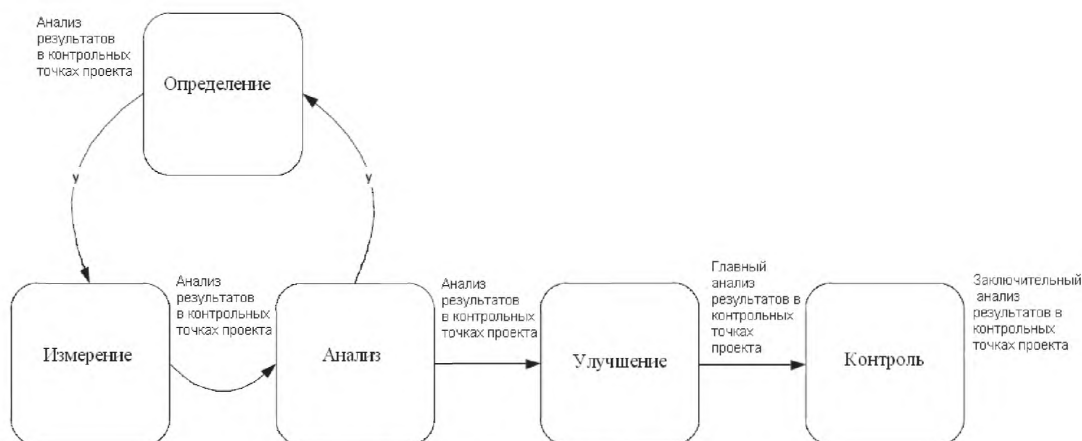 Анализ
результатов
в контрольных
точках проекта
Определение
у
у
Измерение
Анализ
результатов
в контрольных
точках проекта
Анализ
Анализ
результатов
в контрольных
точках проекта
Улучшение
Главный
анализ
результатов в
контрольных
точках
проекта
Контроль
Заключительный
анализ
результатов в
контрольных
точках проекта